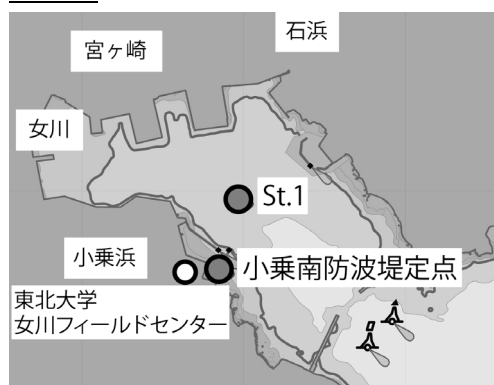 石浜
宮ヶ崎
女川
St.1
小乗浜
小乗南防波堤定点
東北大学
女川フィールドセンター